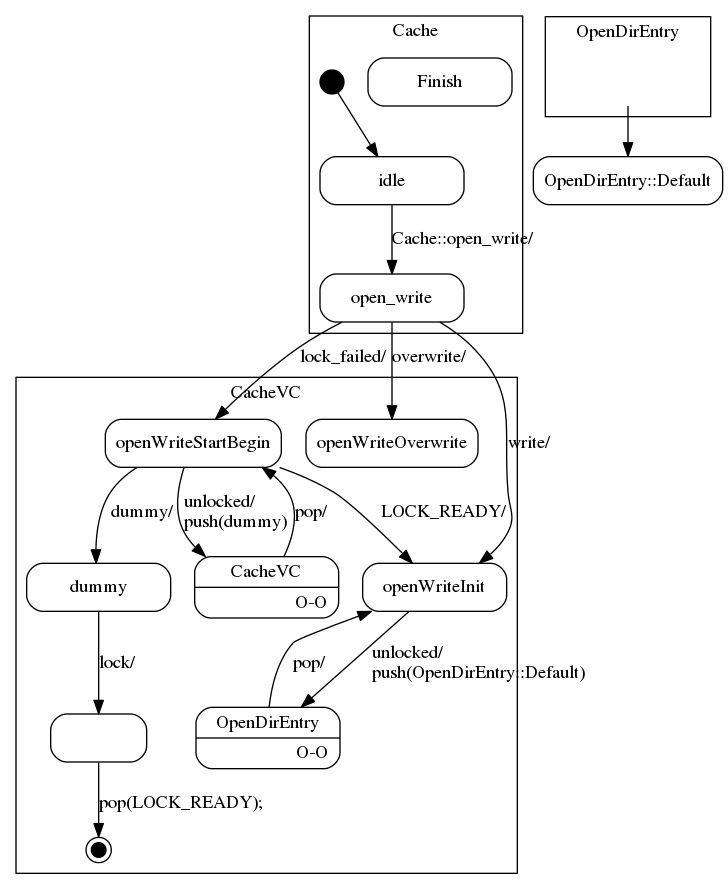 Cache
OpenDirEntry
Finish
idle
OpenDirEntry::Default
Cache::open_write/
open_write
lock_failed/
overwrite/
CacheVC
openWriteStartBegin
openWriteOverwrite
write/
dummy/
unlocked/
push(dummy)
pop/
LOCK_READY/
CacheVC
O-O
dummy
openWriteInit
lock/
pop/
unlocked/
push(OpenDirEntry::Default)
OpenDirEntry
O-O
pop(LOCK_READY);